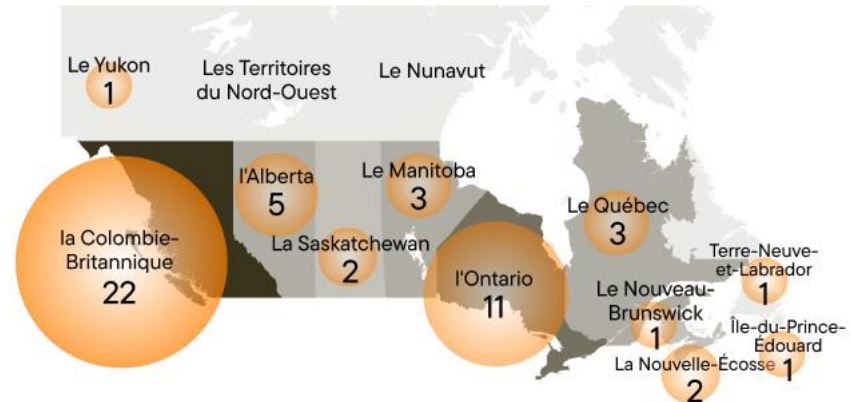 Le Yukon
1
Les Territoires
du Nord-Ouest
Le Nunavut
la Colombie-
Britannique
22
l'Alberta
5
La Saskatchewan
2
Le Manitoba
3
l'Ontario
11
Le Québec
3
Terre-Neuve-
et-Labrador
1
Le Nouveau-
Brunswick
1
Île-du-Prince-
Édouard
1
La Nouvelle-Écosse
2